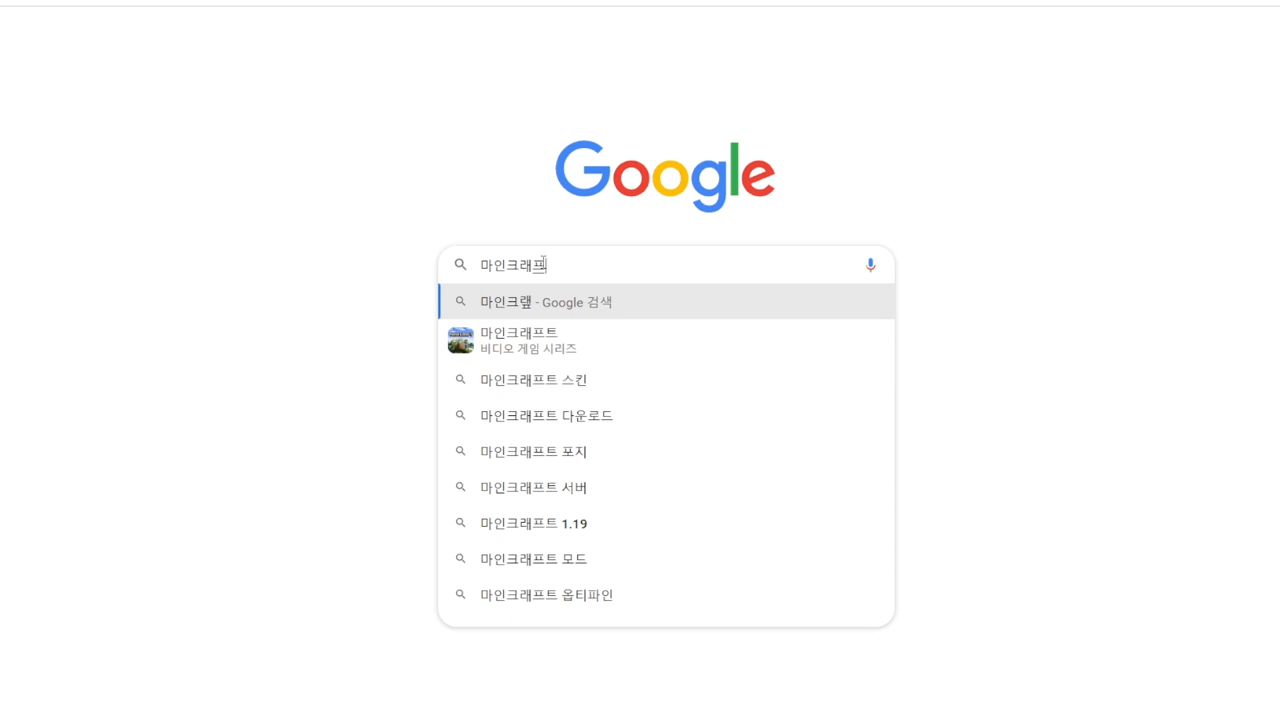 Google
마인크래프
마인크랲 - Google 검색
마인크래프트
비디오 게임 시리즈
마인크래프트 스킨
마인크래프트 다운로드
마인크래프트 포지
마인크래프트 서버
마인크래프트 1.19
마인크래프트 모드
마인크래프트 옵티파인